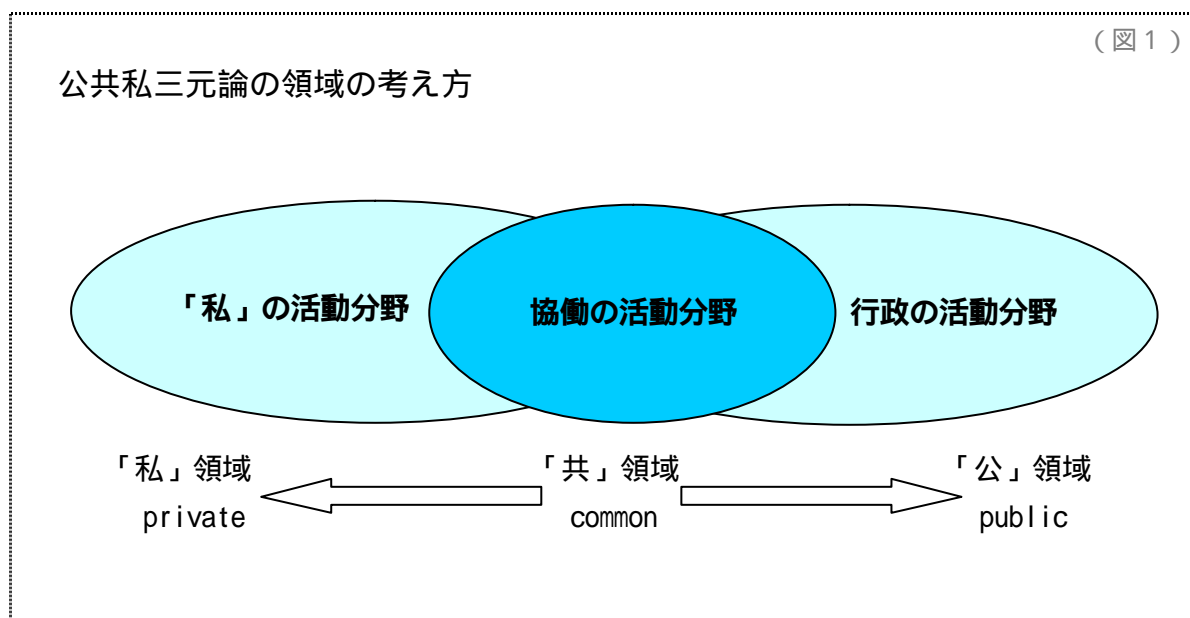 （図１）
公共私三元論の領域の考え方
「私」の活動分野 協働の活動分野 行政の活動分野
「私」領域 「共」領域 「公」領域
private common public